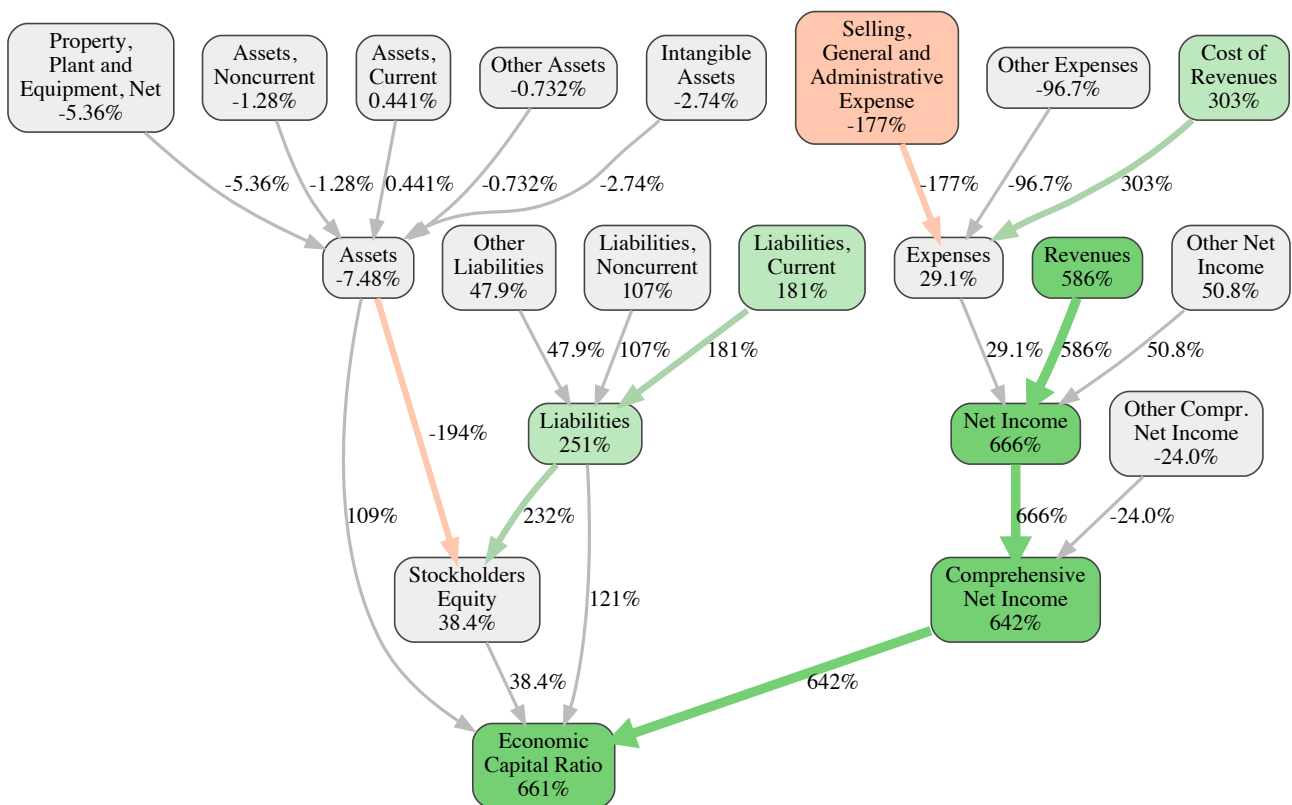 Property,
Plant and
Equipment, Net
-5.36%
Assets,
Noncurrent
-1.28%
Assets,
Current
0.441%
Other Assets
-0.732%
Intangible
Assets
-2.74%
Selling,
General and
Administrative
Expense
-177%
Other Expenses
-96.7%
Cost of
Revenues
303%
-5.36%
-1.28%
0.441%
-0.732%
-2.74%
-177%
-96.7%
303%
Assets
-7.48%
Other
Liabilities
47.9%
Liabilities,
Noncurrent
107%
Liabilities,
Current
181%
Expenses
29.1%
Revenues
586%
Other Net
Income
50.8%
47.9%
107%
181%
29.1%
586%
50.8%
-194%
Liabilities
251%
Net Income
666%
Other Compr.
Net Income
-24.0%
109%
232%
666%
-24.0%
Stockholders
Equity
38.4%
121%
Comprehensive
Net Income
642%
38.4%
642%
Economic
Capital Ratio
661%